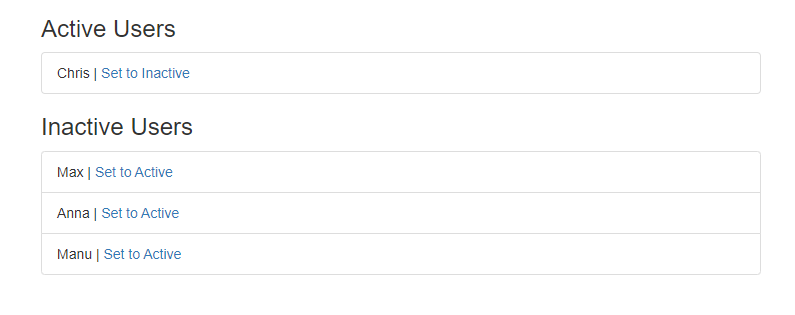 Active Users
Chris | Set to Inactive
Inactive Users
Max | Set to Active
Anna | Set to Active
Manu | Set to Active